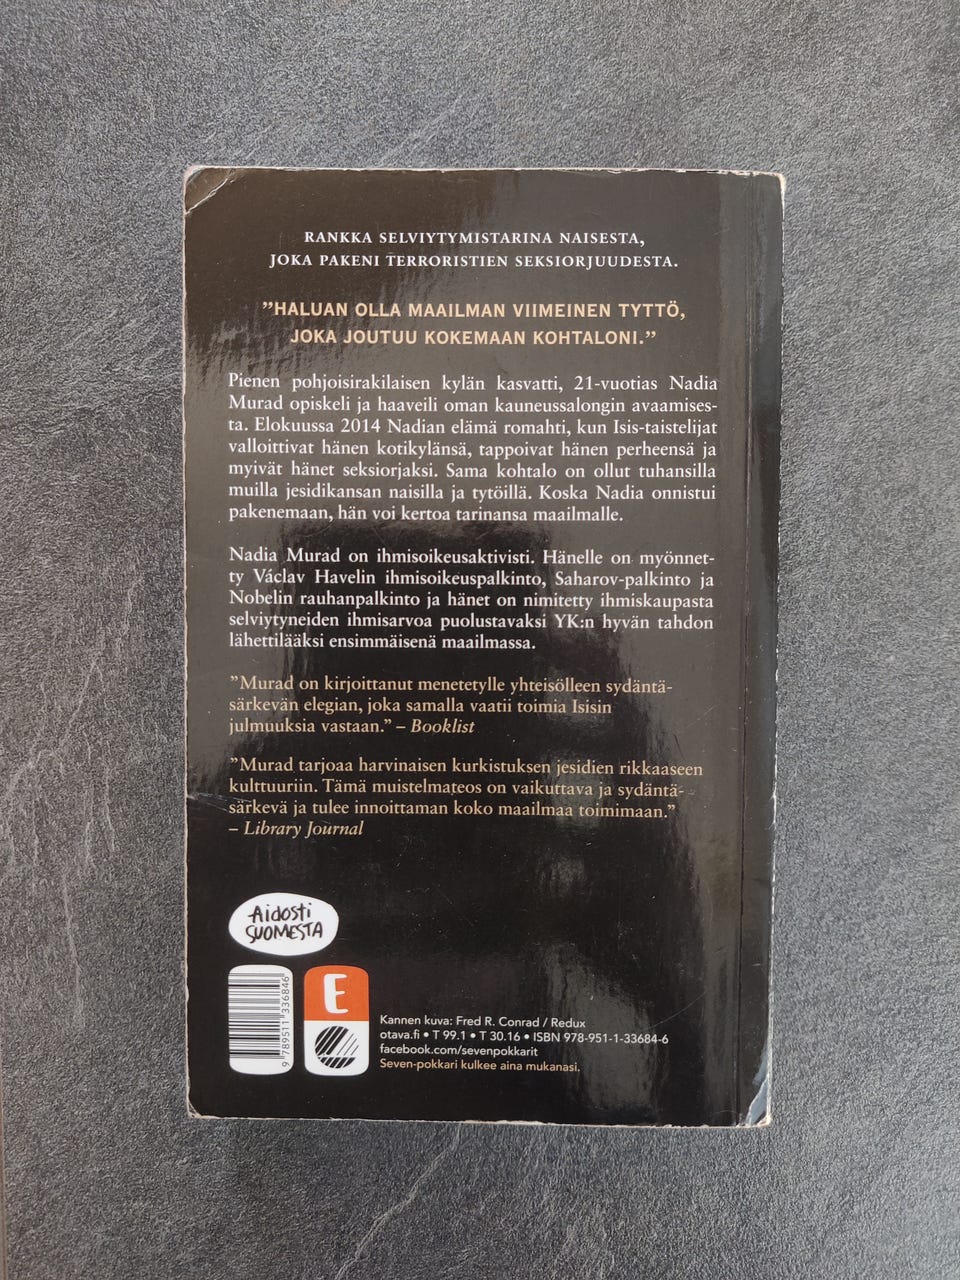 RANKKA SELVIYTYMISTARINA NAISESTA,
JOKA PAKENI TERRORISTIEN SEKSIORJUUDESTA.
”HALUAN OLLA MAAILMAN VIIMEINEN TYTTÖ,
JOKA JOUTUU KOKEMAAN KOHTALONI.”
Pienen pohjoisirakilaisen kylän kasvatti, 21-vuotias Nadia
Murad opiskeli ja haaveili oman kauneussalongin avaamises-
ta. Elokuussa 2014 Nadian elämä romahti, kun Isis-taistelijat
valloittivat hänen kotikylänsä, tappoivat hänen perheensä ja
myivät hänet seksiorjaksi. Sama kohtalo on ollut tuhansilla
muilla jesidikansan naisilla ja tytöillä. Koska Nadia onnistui
pakenemaan, hän voi kertoa tarinansa maailmalle.
Nadia Murad on ihmisoikeusaktivisti. Hänelle on myönnet-
ty Václav Havelin ihmisoikeuspalkinto, Saharov-palkinto ja
Nobelin rauhanpalkinto ja hänet on nimitetty ihmiskaupasta
selviytyneiden ihmisarvoa puolustavaksi YK:n hyvän tahdon
lähettilääksi ensimmäisenä maailmassa.
”Murad on kirjoittanut menetetylle yhteisölleen sydäntä-
särkevän elegian, joka samalla vaatii toimia Isisin
julmuuksia vastaan.” – Booklist
”Murad tarjoaa harvinaisen kurkistuksen jesidien rikkaaseen
kulttuuriin. Tämä muistelmateos on vaikuttava ja sydäntä-
särkevä ja tulee innoittaman koko maailmaa toimimaan.”
– Library Journal
Aidosti
SUOMESTA
9 789511 336846
E
Kannen kuva: Fred R. Conrad / Redux
otava.fi • T 99.1 • T 30.16 • ISBN 978-951-1-33684-6
facebook.com/sevenpokkarit
Seven-pokkari kulkee aina mukanasi.